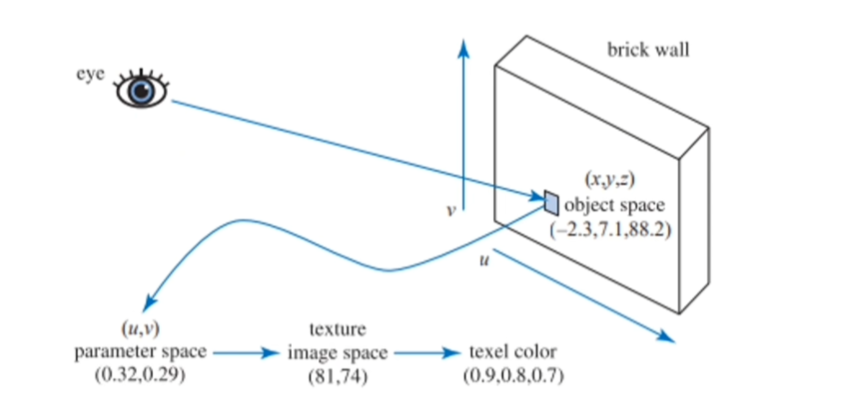 brick wall
eye
(x,y,z)
object space
(–2.3,7.1,88.2)
v
u
(u,v)
parameter space
(0.32,0.29)
texture
image space
(81,74)
texel color
(0.9,0.8,0.7)